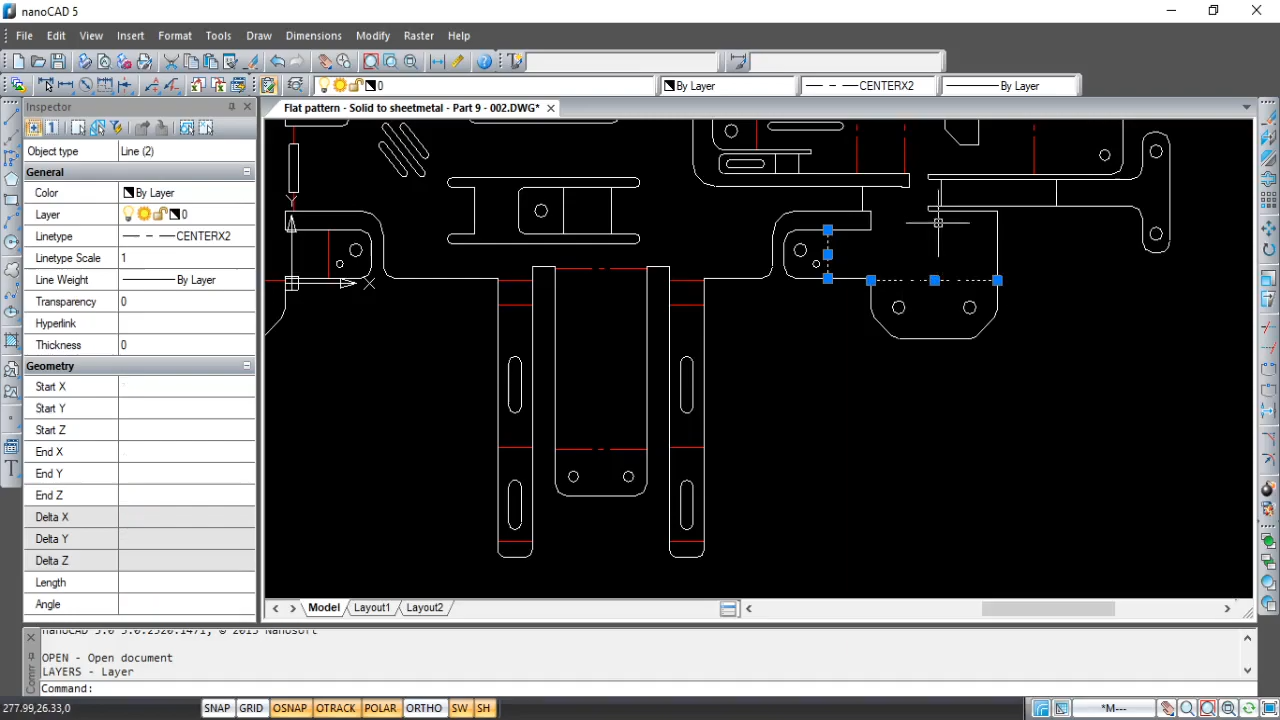 nanoCAD 5
File Edit View Insert Format Tools Draw Dimensions Modify Raster Help
0 By Layer CENTERX2 By Layer
Inspector
Flat pattern - Solid to sheetmetal - Part 9 - 002.DWG*
1
Object type Line (2)
General
Color By Layer
Layer 0
Linetype CENTERX2
Linetype Scale 1
Line Weight By Layer
Transparency 0
Hyperlink
Thickness 0
Geometry
Start X
Start Y
Start Z
End X
End Y
End Z
Delta X
Delta Y
Delta Z
Length
Angle
Y
X
Model Layout1 Layout2
OPEN - Open document
LAYERS - Layer
Command:
277.99,26.33,0 SNAP GRID OSNAP OTRACK POLAR ORTHO SW SH *M---